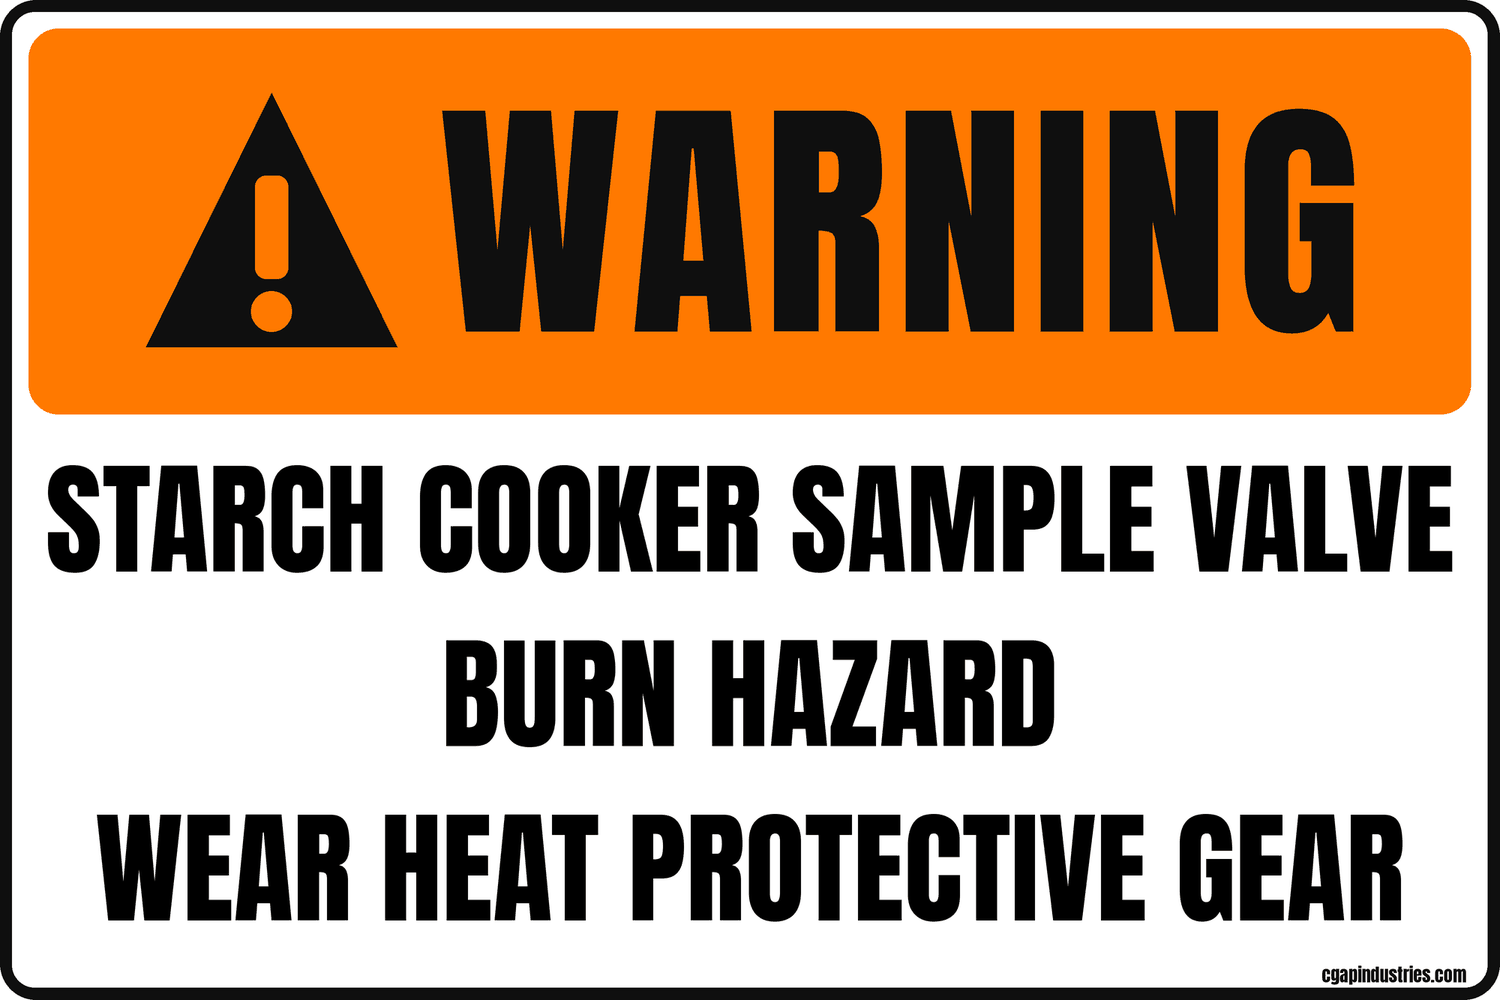 WARNING
STARCH COOKER SAMPLE VALVE
BURN HAZARD
WEAR HEAT PROTECTIVE GEAR
cgapindustries.com